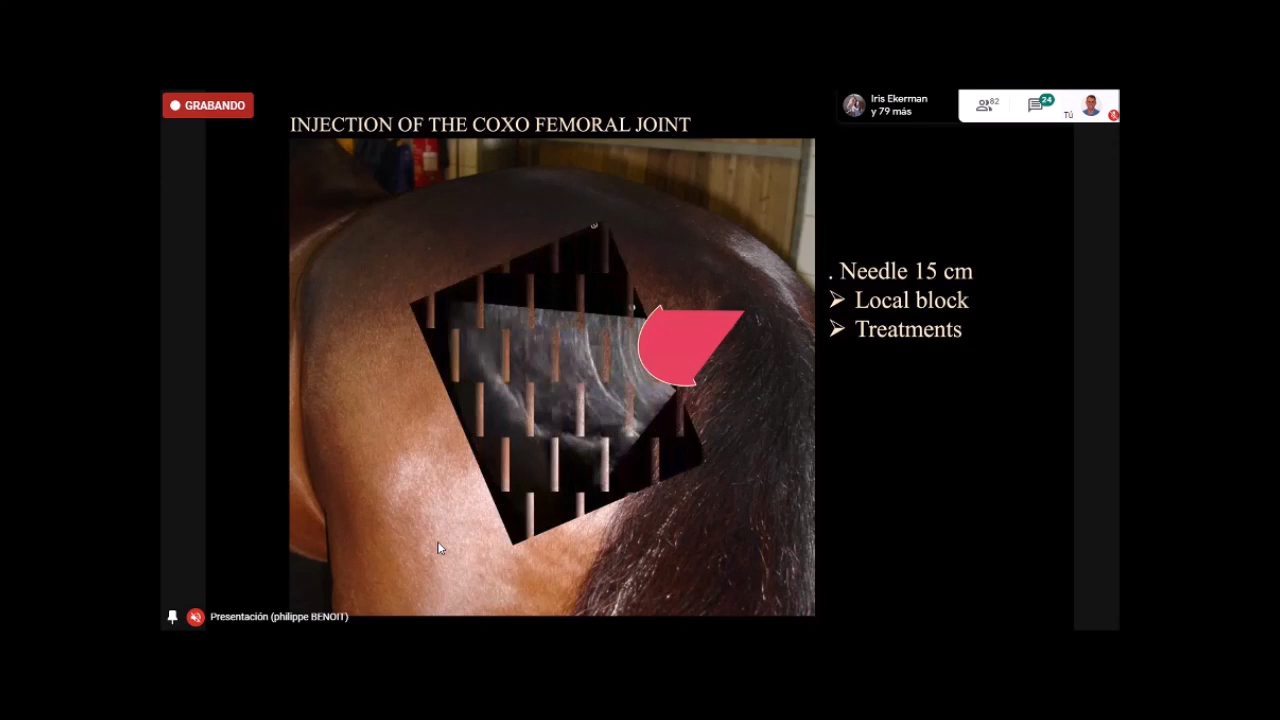 GRABANDO
Iris Ekerman
y 79 más
82
24
Tú
INJECTION OF THE COXO FEMORAL JOINT
. Needle 15 cm
➢ Local block
➢ Treatments
Presentación (philippe BENOIT)